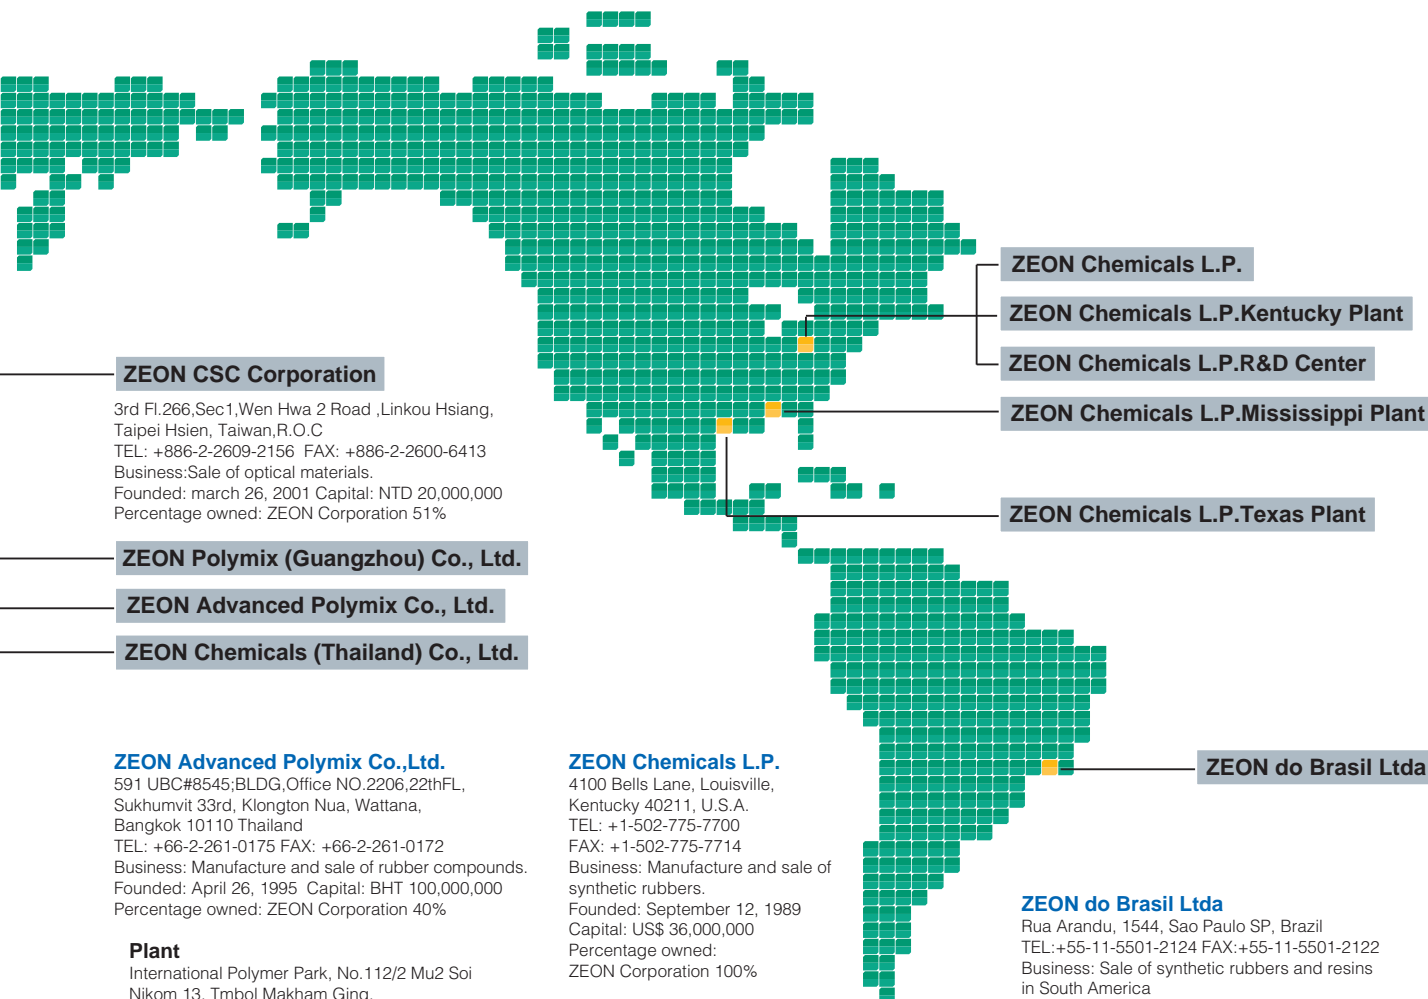 ZEON Chemicals L.P.
ZEON Chemicals L.P.Kentucky Plant
ZEON Chemicals L.P.R&D Center
ZEON Chemicals L.P.Mississippi Plant
ZEON Chemicals L.P.Texas Plant
ZEON CSC Corporation
3rd Fl.266,Sec1,Wen Hwa 2 Road ,Linkou Hsiang,
Taipei Hsien, Taiwan,R.O.C
TEL: +886-2-2609-2156 FAX: +886-2-2600-6413
Business:Sale of optical materials.
Founded: march 26, 2001 Capital: NTD 20,000,000
Percentage owned: ZEON Corporation 51%
ZEON Polymix (Guangzhou) Co., Ltd.
ZEON Advanced Polymix Co., Ltd.
ZEON Chemicals (Thailand) Co., Ltd.
ZEON do Brasil Ltda
ZEON Advanced Polymix Co.,Ltd.
591 UBC#8545;BLDG,Office NO.2206,22thFL,
Sukhumvit 33rd, Klongton Nua, Wattana,
Bangkok 10110 Thailand
TEL: +66-2-261-0175 FAX: +66-2-261-0172
Business: Manufacture and sale of rubber compounds.
Founded: April 26, 1995 Capital: BHT 100,000,000
Percentage owned: ZEON Corporation 40%
Plant
International Polymer Park, No.112/2 Mu2 Soi
Nikom 13, Tmbol Makham Ging,
ZEON Chemicals L.P.
4100 Bells Lane, Louisville,
Kentucky 40211, U.S.A.
TEL: +1-502-775-7700
FAX: +1-502-775-7714
Business: Manufacture and sale of
synthetic rubbers.
Founded: September 12, 1989
Capital: US$ 36,000,000
Percentage owned:
ZEON Corporation 100%
ZEON do Brasil Ltda
Rua Arandu, 1544, Sao Paulo SP, Brazil
TEL:+55-11-5501-2124 FAX:+55-11-5501-2122
Business: Sale of synthetic rubbers and resins
in South America